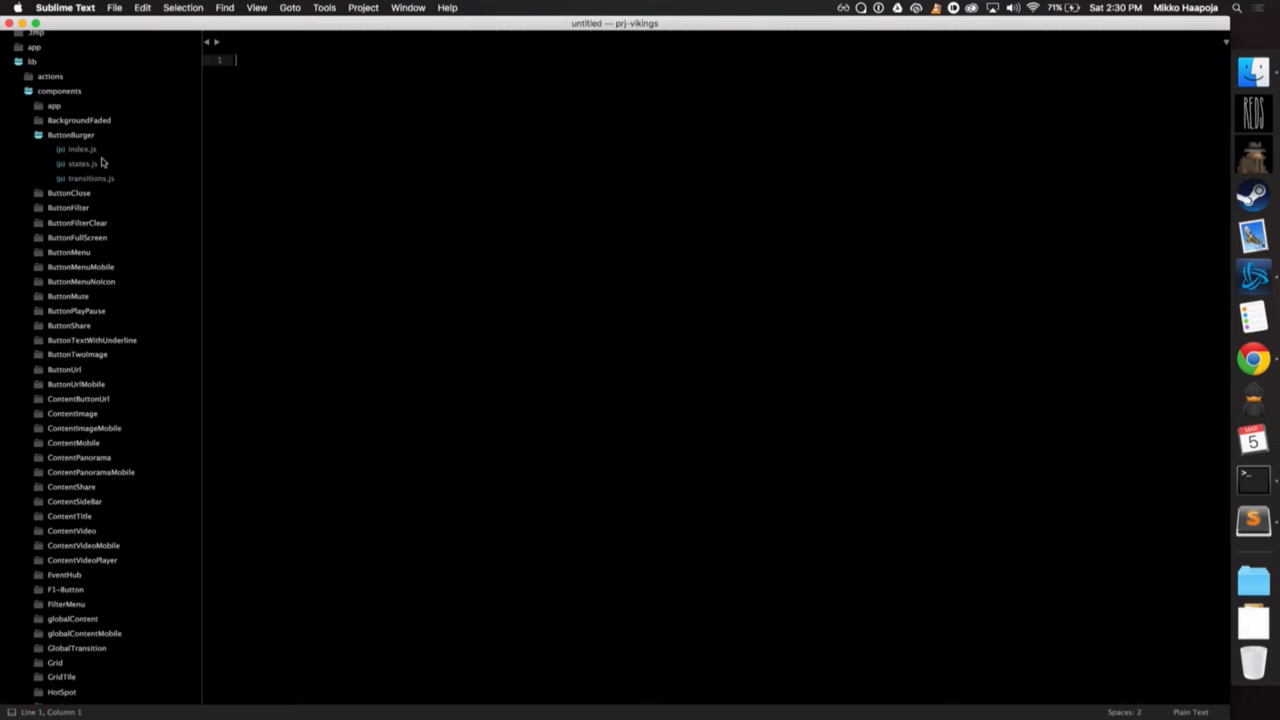 Sublime Text File Edit Selection Find View Goto Tools Project Window Help 71% Sat 2:30 PM Mikko Haapoja
untitled — prj-vikings
.tmp
app
1
lib
actions
components
app
BackgroundFaded
ButtonBurger
index.js
states.js
transitions.js
ButtonClose
ButtonFilter
ButtonFilterClear
ButtonFullScreen
ButtonMenu
ButtonMenuMobile
ButtonMenuNoIcon
ButtonMute
ButtonPlayPause
ButtonShare
ButtonTextWithUnderline
ButtonTwoImage
ButtonUrl
ButtonUrlMobile
ContentButtonUrl
ContentImage
ContentImageMobile
ContentMobile
ContentPanorama
ContentPanoramaMobile
ContentShare
ContentSideBar
ContentTitle
ContentVideo
ContentVideoMobile
ContentVideoPlayer
EventHub
F1-Button
FilterMenu
globalContent
globalContentMobile
GlobalTransition
Grid
GridTile
HotSpot
REDS
MAR
5
Line 1, Column 1 Spaces: 2 Plain Text